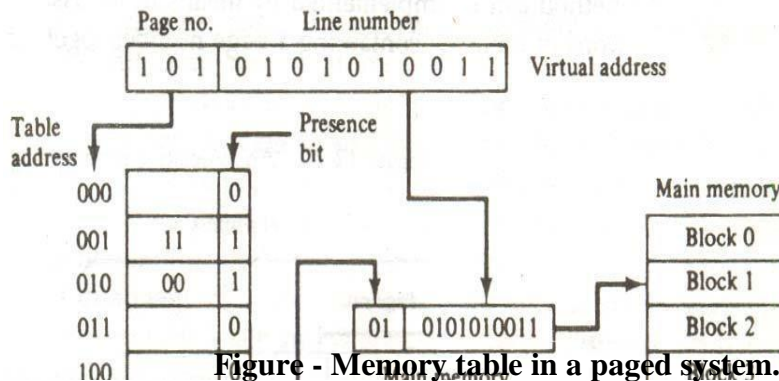 Page no. Line number
1 0 1 0 1 0 1 0 1 0 0 1 1 Virtual address
Table address
Presence bit
000 0
001 11 1
010 00 1
011 0
100
Main memory
Block 0
Block 1
Block 2
01 0101010011
Figure - Memory table in a paged system.